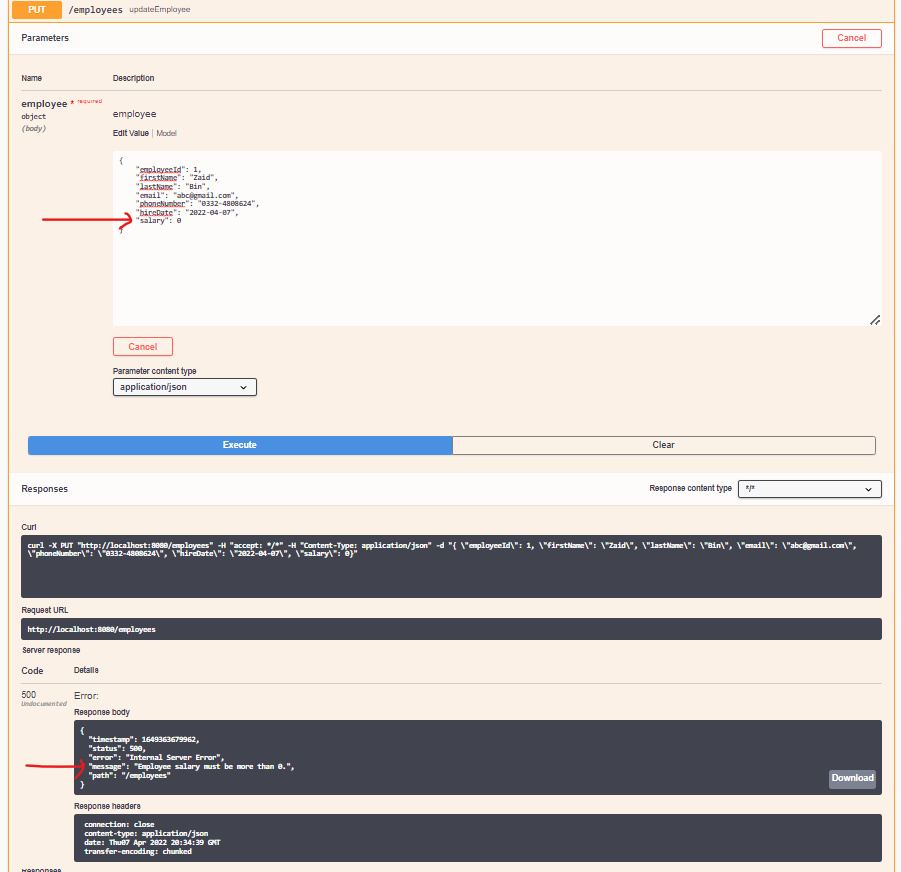 PUT /employees updateEmployee
Parameters
Cancel
Name Description
employee * required
object
(body)
employee
Edit Value | Model
{
"employeeId": 1,
"firstName": "Zaid",
"lastName": "Bin",
"email": "abc@gmail.com",
"phoneNumber": "0332-4808624",
"hireDate": "2022-04-07",
"salary": 0
}
Cancel
Parameter content type
application/json
Execute Clear
Responses Response content type */*
Curl
curl -X PUT "http://localhost:8080/employees" -H "accept: */*" -H "Content-Type: application/json" -d "{ \"employeeId\": 1, \"firstName\": \"Zaid\", \"lastName\": \"Bin\", \"email\": \"abc@gmail.com\",
\"phoneNumber\": \"0332-4808624\", \"hireDate\": \"2022-04-07\", \"salary\": 0}"
Request URL
http://localhost:8080/employees
Server response
Code Details
500 Error:
Undocumented
Response body
{
"timestamp": 1649363679962,
"status": 500,
"error": "Internal Server Error",
"message": "Employee salary must be more than 0.",
"path": "/employees"
}
Download
Response headers
connection: close
content-type: application/json
date: Thu07 Apr 2022 20:34:39 GMT
transfer-encoding: chunked
Responses